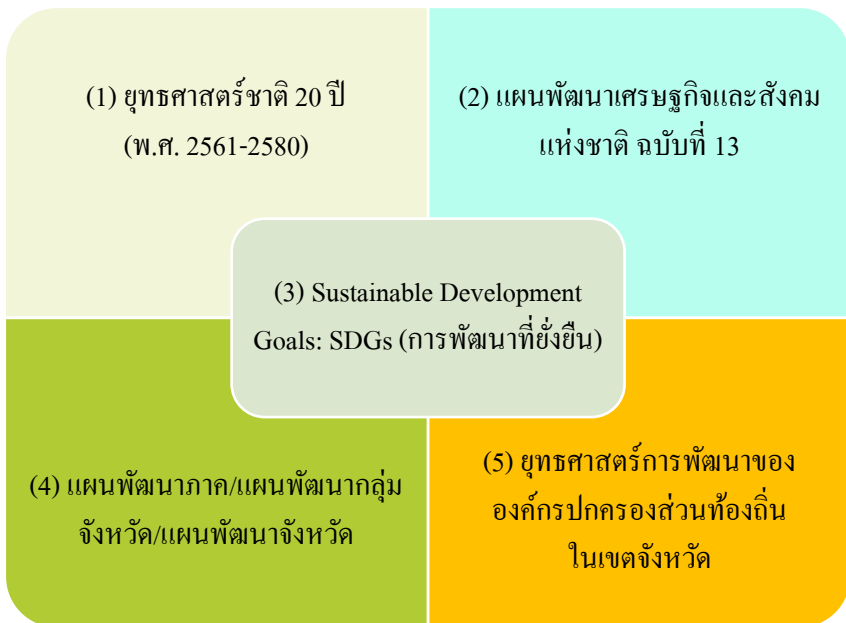 (1) ยุทธศาสตร์ชาติ 20 ปี
(พ.ศ. 2561-2580)
(2) แผนพัฒนาเศรษฐกิจและสังคม
แห่งชาติ ฉบับที่ 13
(3) Sustainable Development
Goals: SDGs (การพัฒนาที่ยั่งยืน)
(4) แผนพัฒนาภาค/แผนพัฒนากลุ่ม
จังหวัด/แผนพัฒนาจังหวัด
(5) ยุทธศาสตร์การพัฒนาของ
องค์กรปกครองส่วนท้องถิ่น
ในเขตจังหวัด